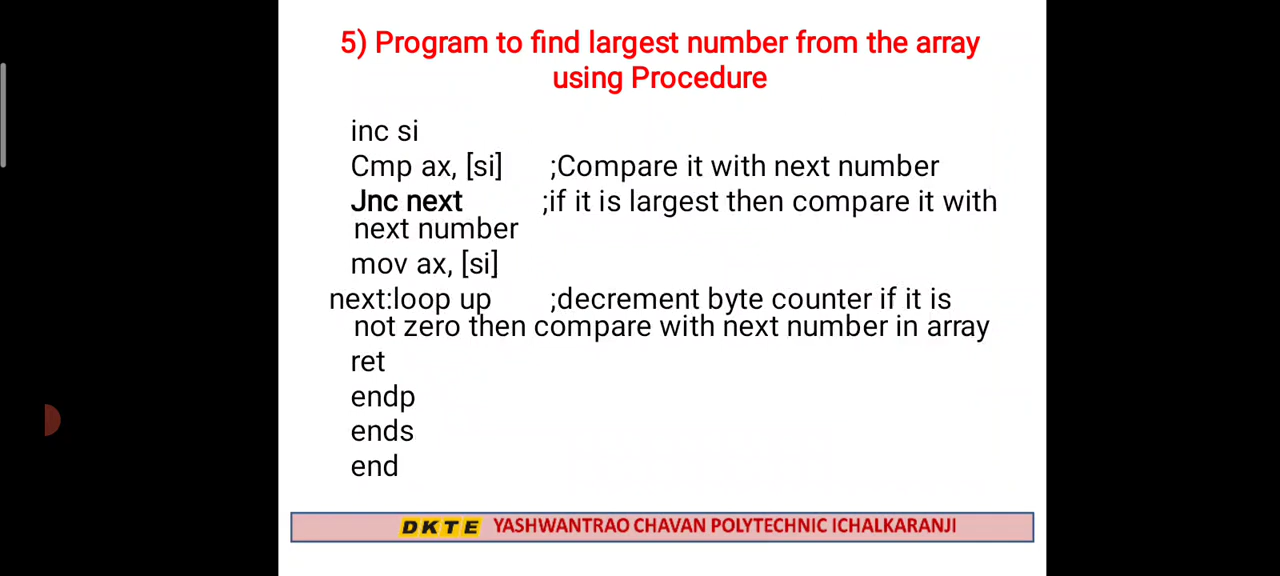 5) Program to find largest number from the array
using Procedure
inc si
Cmp ax, [si] ;Compare it with next number
Jnc next ;if it is largest then compare it with
next number
mov ax, [si]
next:loop up ;decrement byte counter if it is
not zero then compare with next number in array
ret
endp
ends
end
DKTE YASHWANTRAO CHAVAN POLYTECHNIC ICHALKARANJI